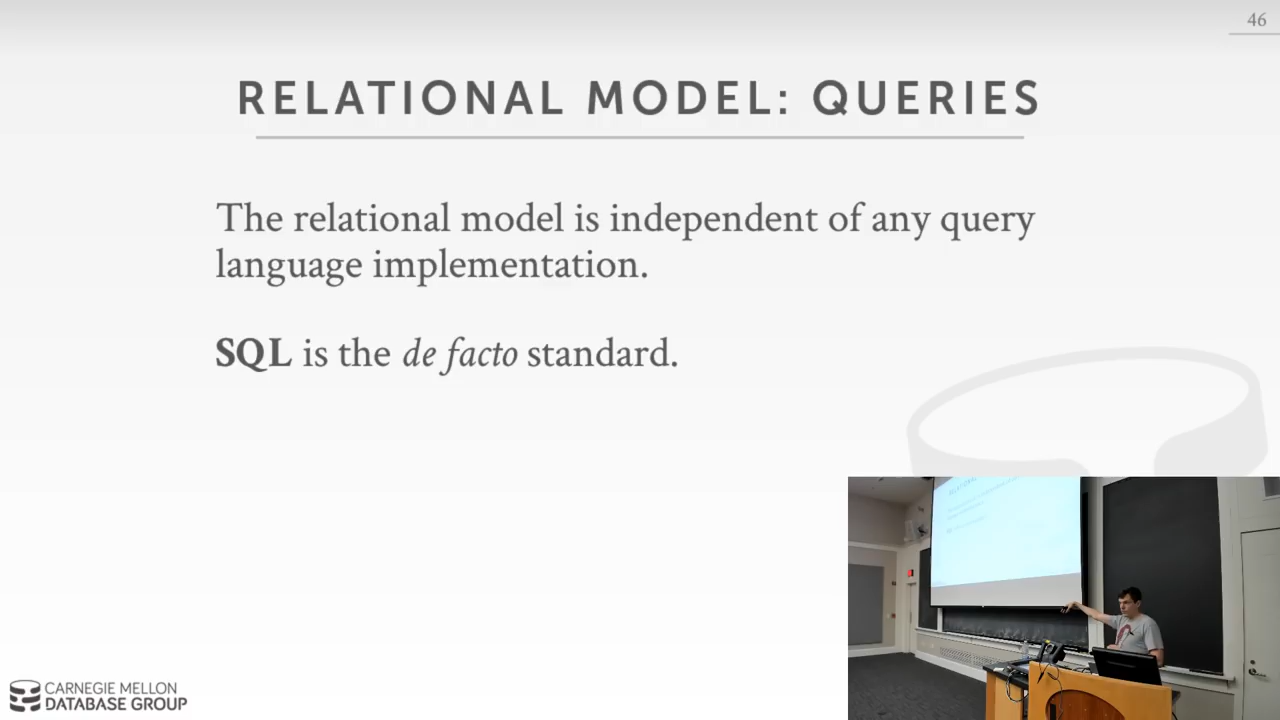 46
RELATIONAL MODEL: QUERIES
The relational model is independent of any query
language implementation.
SQL is the de facto standard.
CARNEGIE MELLON
DATABASE GROUP